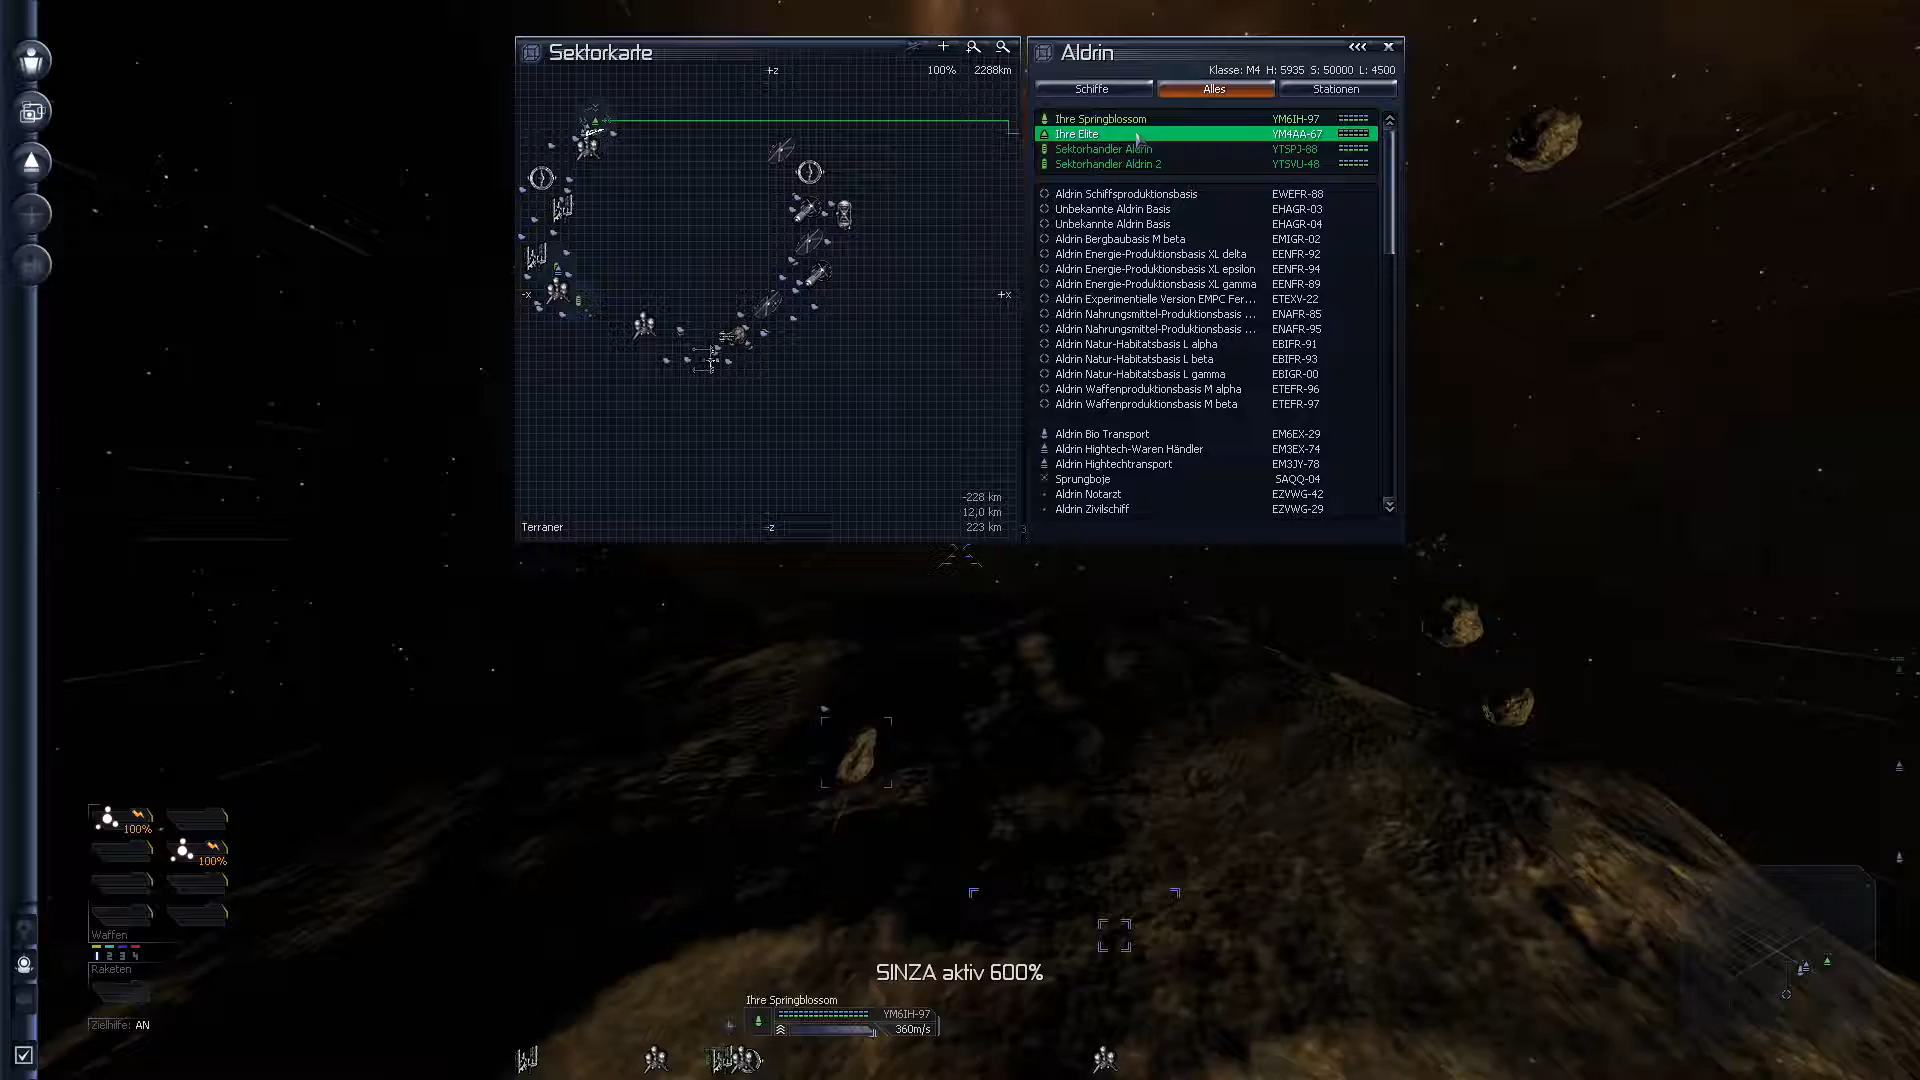 Sektorkarte
+z
100% 2288km
-x
+x
-228 km
12,0 km
223 km
Terraner
-z
Aldrin
Klasse: M4 H: 5935 S: 50000 L: 4500
Schiffe Alles Stationen
Ihre Springblossom YM6IH-97
Ihre Elite YM4AA-67
Sektorhandler Aldrin YTSPJ-88
Sektorhandler Aldrin 2 YTSVU-48
Aldrin Schiffsproduktionsbasis EWEFR-88
Unbekannte Aldrin Basis EHAGR-03
Unbekannte Aldrin Basis EHAGR-04
Aldrin Bergbaubasis M beta EMIGR-02
Aldrin Energie-Produktionsbasis XL delta EENFR-92
Aldrin Energie-Produktionsbasis XL epsilon EENFR-94
Aldrin Energie-Produktionsbasis XL gamma EENFR-89
Aldrin Experimentielle Version EMPC Fer... ETEXV-22
Aldrin Nahrungsmittel-Produktionsbasis ... ENAFR-85
Aldrin Nahrungsmittel-Produktionsbasis ... ENAFR-95
Aldrin Natur-Habitatsbasis L alpha EBIFR-91
Aldrin Natur-Habitatsbasis L beta EBIFR-93
Aldrin Natur-Habitatsbasis L gamma EBIGR-00
Aldrin Waffenproduktionsbasis M alpha ETEFR-96
Aldrin Waffenproduktionsbasis M beta ETEFR-97
Aldrin Bio Transport EM6EX-29
Aldrin Hightech-Waren Händler EM3EX-74
Aldrin Hightechtransport EM3JY-78
Sprungboje SAQQ-04
Aldrin Notarzt EZVWG-42
Aldrin Zivilschiff EZVWG-29
100%
100%
Waffen
1 2 3 4
Raketen
Zielhilfe: AN
SINZA aktiv 600%
Ihre Springblossom
YM6IH-97
360m/s